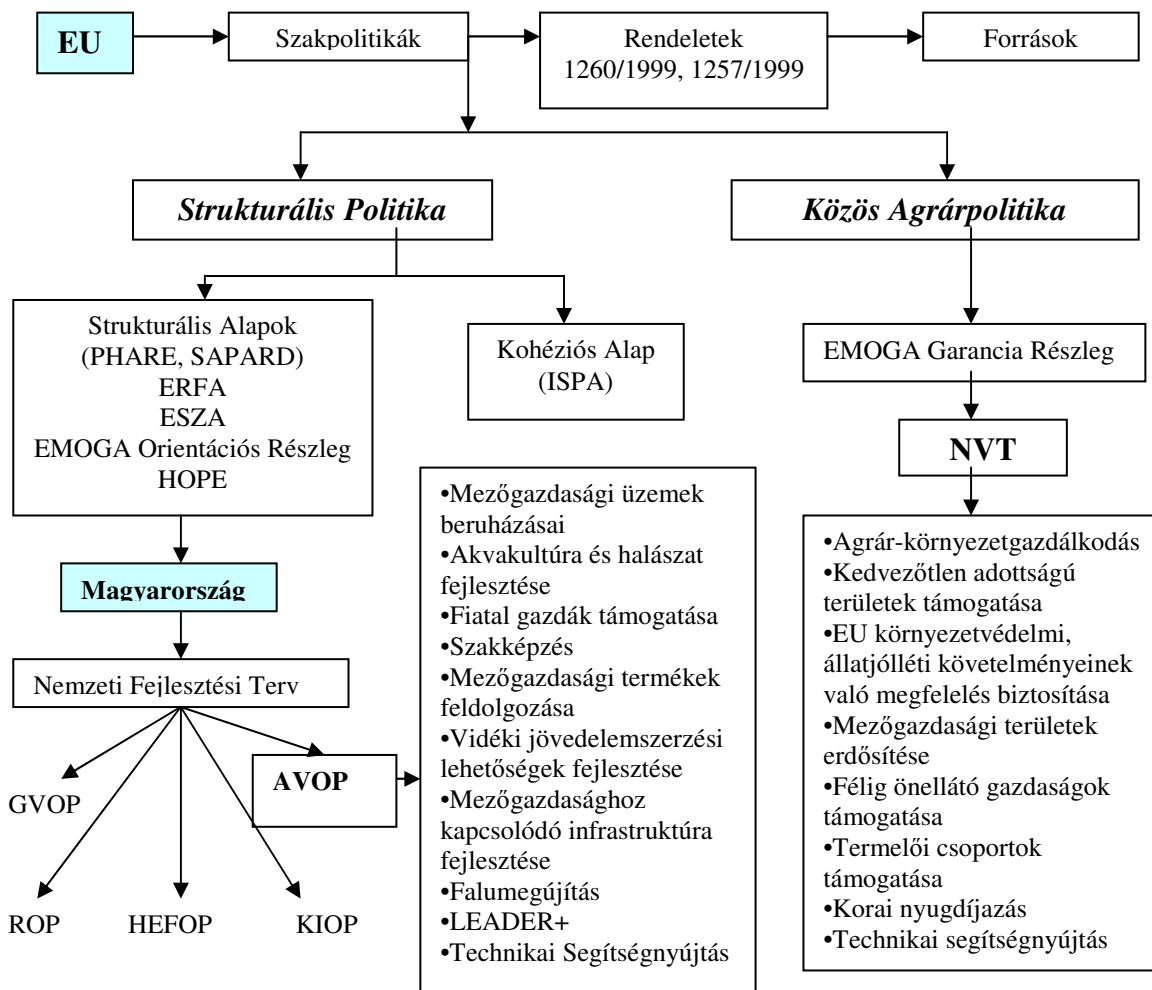 EU
Szakpolitikák
Rendeletek
1260/1999, 1257/1999
Források
Strukturális Politika
Közös Agrárpolitika
Strukturális Alapok
(PHARE, SAPARD)
ERFA
ESZA
EMOGA Orientációs Részleg
HOPE
Kohéziós Alap
(ISPA)
EMOGA Garancia Részleg
NVT
Magyarország
Nemzeti Fejlesztési Terv
AVOP
GVOP
ROP
HEFOP
KIOP
•Mezőgazdasági üzemek
beruházásai
•Akvakultúra és halászat
fejlesztése
•Fiatal gazdák támogatása
•Szakképzés
•Mezőgazdasági termékek
feldolgozása
•Vidéki jövedelemszerzési
lehetőségek fejlesztése
•Mezőgazdasághoz
kapcsolódó infrastruktúra
fejlesztése
•Falumegújítás
•LEADER+
•Technikai Segítségnyújtás
•Agrár-környezetgazdálkodás
•Kedvezőtlen adottságú
területek támogatása
•EU környezetvédelmi,
állatjólléti követelményeinek
való megfelelés biztosítása
•Mezőgazdasági területek
erdősítése
•Félig önellátó gazdaságok
támogatása
•Termelői csoportok
támogatása
•Korai nyugdíjazás
•Technikai segítségnyújtás